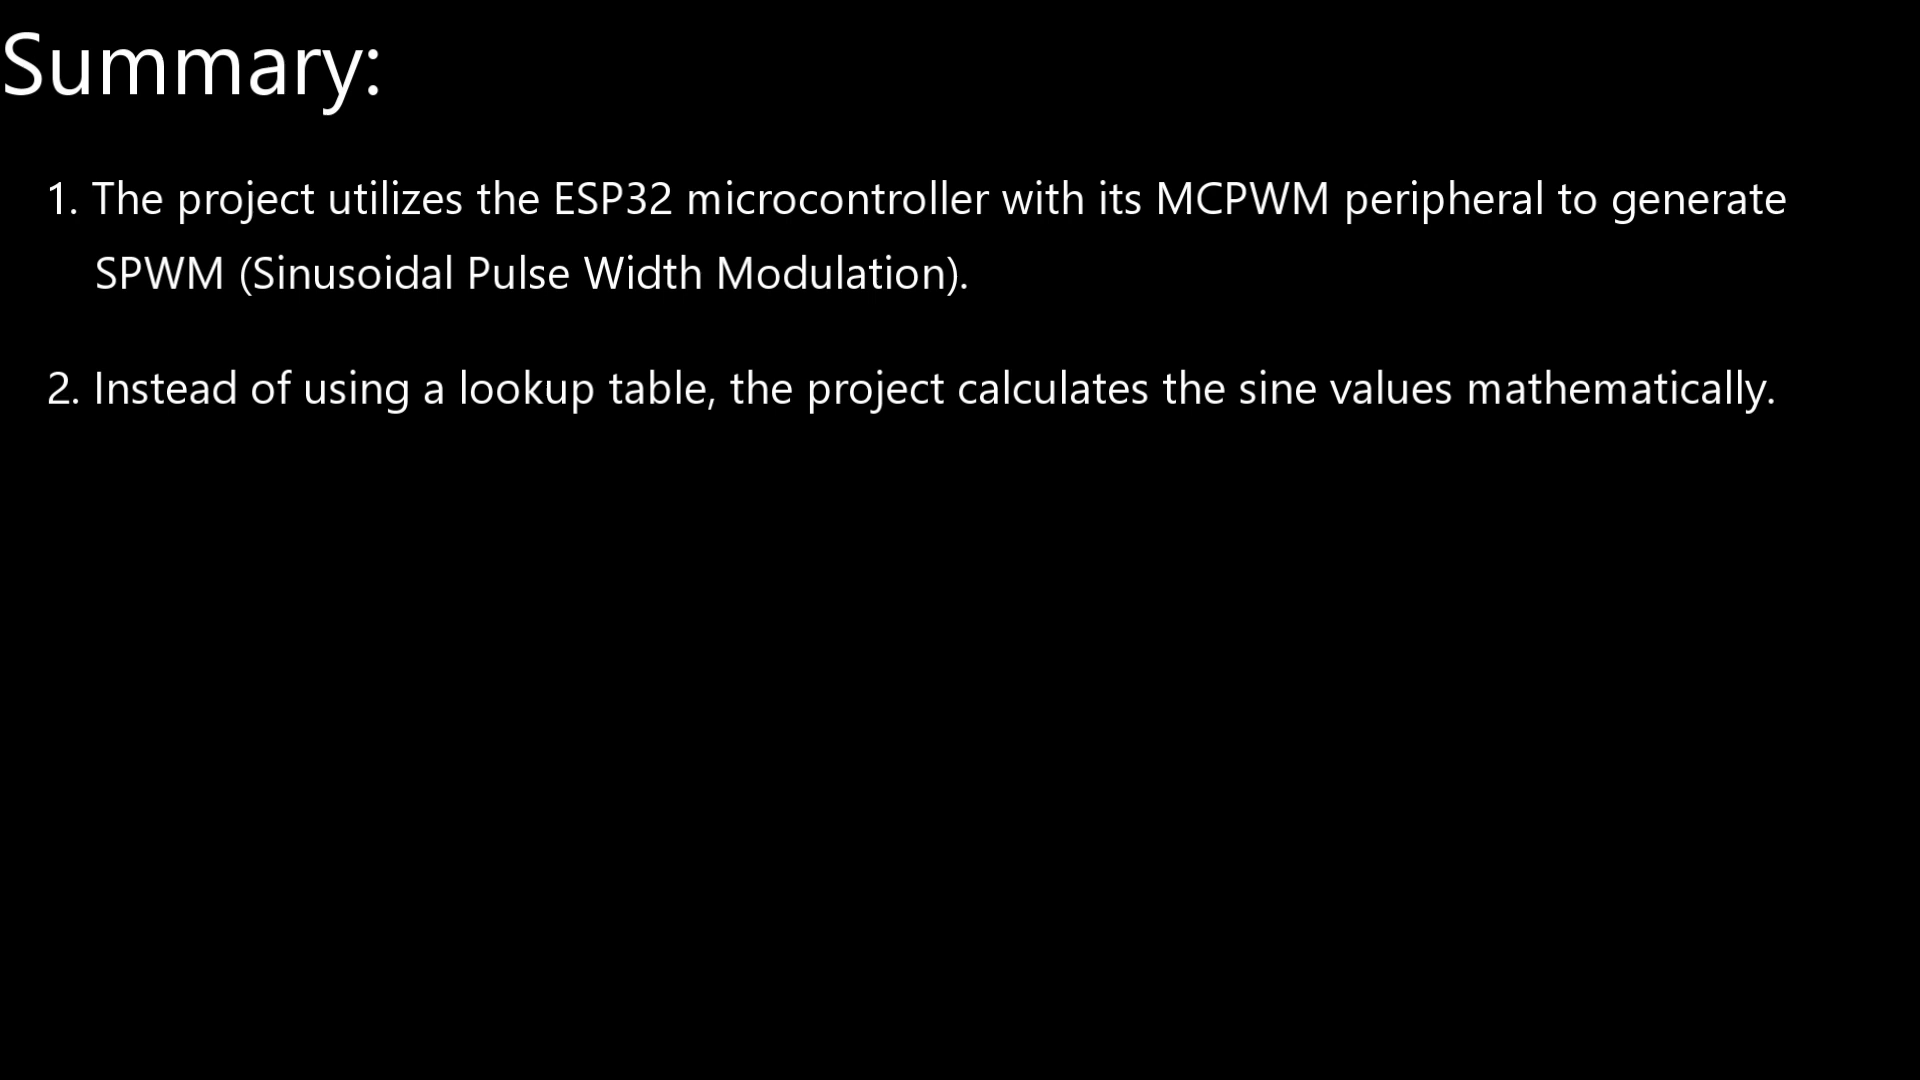 Summary:
1. The project utilizes the ESP32 microcontroller with its MCPWM peripheral to generate
SPWM (Sinusoidal Pulse Width Modulation).
2. Instead of using a lookup table, the project calculates the sine values mathematically.